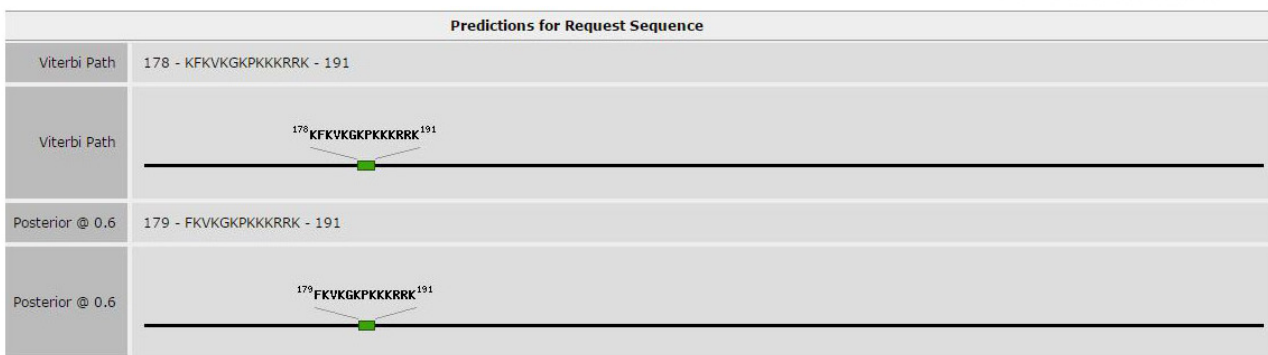 Predictions for Request Sequence
Viterbi Path 178 - KFKVKGKPKKKRRK - 191
Viterbi Path 178KFKVKGKPKKKRRK191
Posterior @ 0.6 179 - FKVKGKPKKKRRK - 191
Posterior @ 0.6 179FKVKGKPKKKRRK191